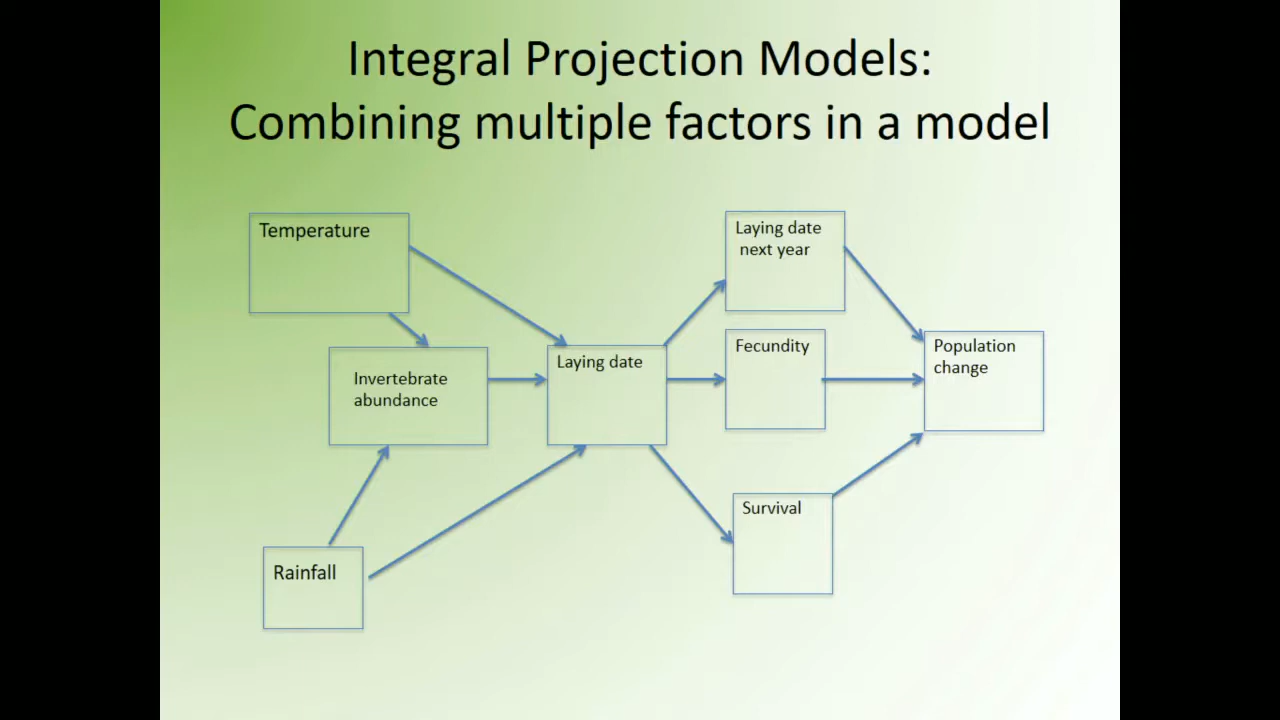 Integral Projection Models:
Combining multiple factors in a model
Temperature
Laying date
next year
Invertebrate
abundance
Laying date
Fecundity
Population
change
Survival
Rainfall